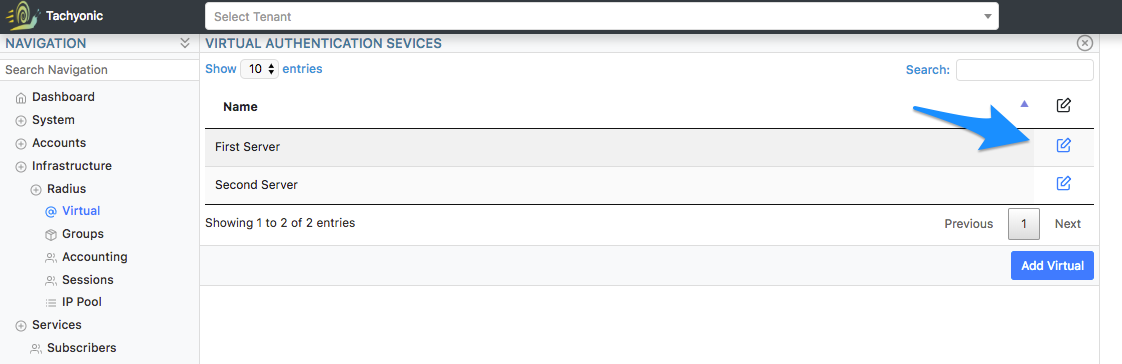 Tachyonic
Select Tenant
NAVIGATION
VIRTUAL AUTHENTICATION SEVICES
Search Navigation
Show 10 entries
Search:
Dashboard
System
Accounts
Infrastructure
Radius
Virtual
Groups
Accounting
Sessions
IP Pool
Services
Subscribers
Name
First Server
Second Server
Showing 1 to 2 of 2 entries
Previous 1 Next
Add Virtual